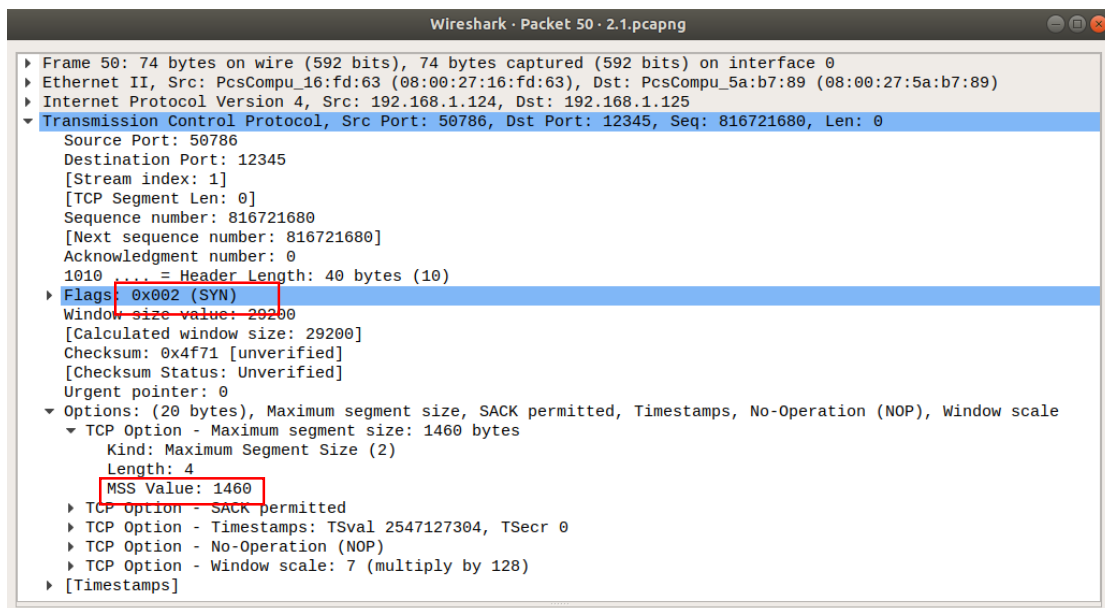 Wireshark · Packet 50 · 2.1.pcapng
Frame 50: 74 bytes on wire (592 bits), 74 bytes captured (592 bits) on interface 0
Ethernet II, Src: PcsCompu_16:fd:63 (08:00:27:16:fd:63), Dst: PcsCompu_5a:b7:89 (08:00:27:5a:b7:89)
Internet Protocol Version 4, Src: 192.168.1.124, Dst: 192.168.1.125
Transmission Control Protocol, Src Port: 50786, Dst Port: 12345, Seq: 816721680, Len: 0
Source Port: 50786
Destination Port: 12345
[Stream index: 1]
[TCP Segment Len: 0]
Sequence number: 816721680
[Next sequence number: 816721680]
Acknowledgment number: 0
1010 .... = Header Length: 40 bytes (10)
Flags: 0x002 (SYN)
Window size value: 29200
[Calculated window size: 29200]
Checksum: 0x4f71 [unverified]
[Checksum Status: Unverified]
Urgent pointer: 0
Options: (20 bytes), Maximum segment size, SACK permitted, Timestamps, No-Operation (NOP), Window scale
TCP Option - Maximum segment size: 1460 bytes
Kind: Maximum Segment Size (2)
Length: 4
MSS Value: 1460
TCP Option - SACK permitted
TCP Option - Timestamps: TSval 2547127304, TSecr 0
TCP Option - No-Operation (NOP)
TCP Option - Window scale: 7 (multiply by 128)
[Timestamps]